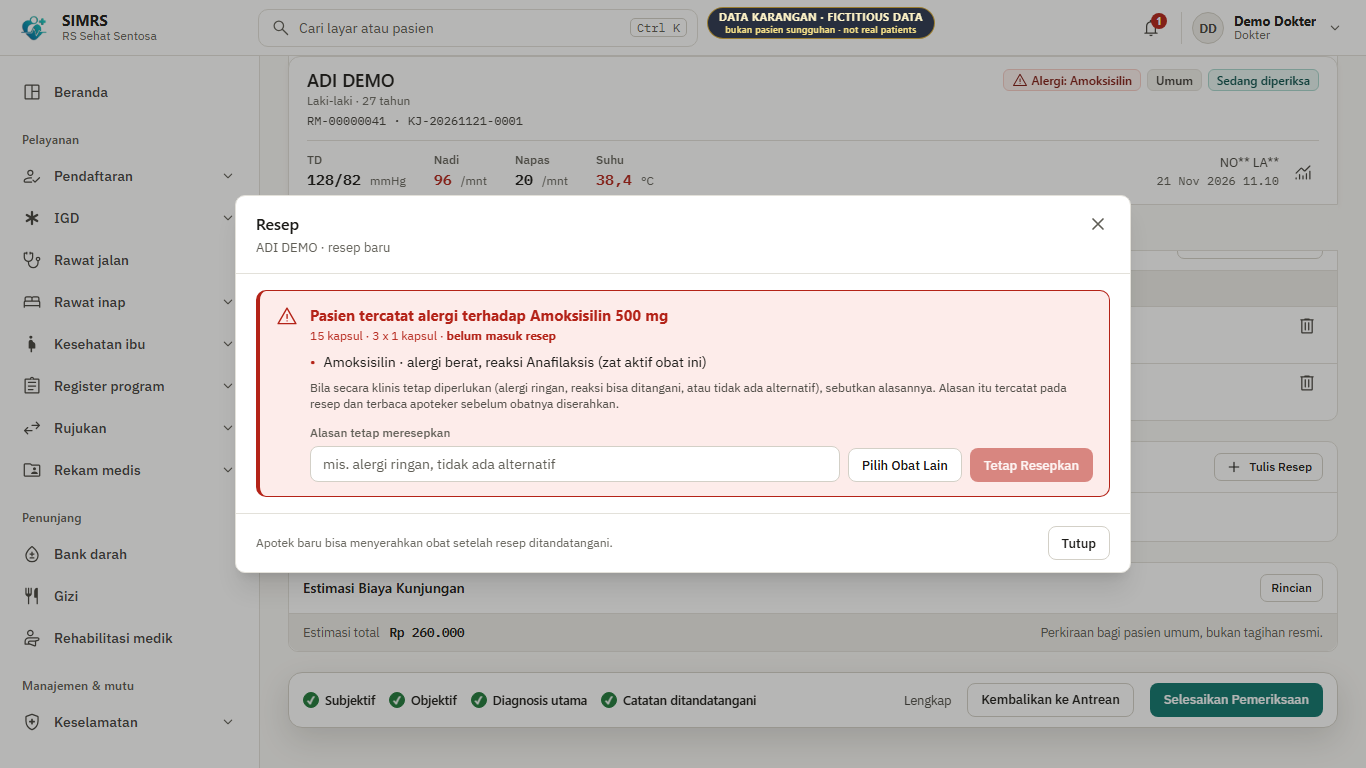 SIMRS
RS Sehat Sentosa
Cari layar atau pasien
Ctrl K
DATA KARANGAN - FICTITIOUS DATA
bukan pasien sungguhan - not real patients
1
DD
Demo Dokter
Dokter
Beranda
Pelayanan
Pendaftaran
IGD
Rawat jalan
Rawat inap
Kesehatan ibu
Register program
Rujukan
Rekam medis
Penunjang
Bank darah
Gizi
Rehabilitasi medik
Manajemen & mutu
Keselamatan
ADI DEMO
Laki-laki · 27 tahun
RM-00000041 · KJ-20261121-0001
Alergi: Amoksisilin
Umum
Sedang diperiksa
TD
128/82 mmHg
Nadi
96 /mnt
Napas
20 /mnt
Suhu
38,4 °C
NO** LA**
21 Nov 2026 11.10
Resep
ADI DEMO · resep baru
Pasien tercatat alergi terhadap Amoksisilin 500 mg
15 kapsul · 3 x 1 kapsul · belum masuk resep
• Amoksisilin · alergi berat, reaksi Anafilaksis (zat aktif obat ini)
Bila secara klinis tetap diperlukan (alergi ringan, reaksi bisa ditangani, atau tidak ada alternatif), sebutkan alasannya. Alasan itu tercatat pada
resep dan terbaca apoteker sebelum obatnya diserahkan.
Alasan tetap meresepkan
mis. alergi ringan, tidak ada alternatif
Pilih Obat Lain
Tetap Resepkan
Apotek baru bisa menyerahkan obat setelah resep ditandatangani.
Tutup
Tulis Resep
Estimasi Biaya Kunjungan
Rincian
Estimasi total Rp 260.000
Perkiraan bagi pasien umum, bukan tagihan resmi.
Subjektif
Objektif
Diagnosis utama
Catatan ditandatangani
Lengkap
Kembalikan ke Antrean
Selesaikan Pemeriksaan